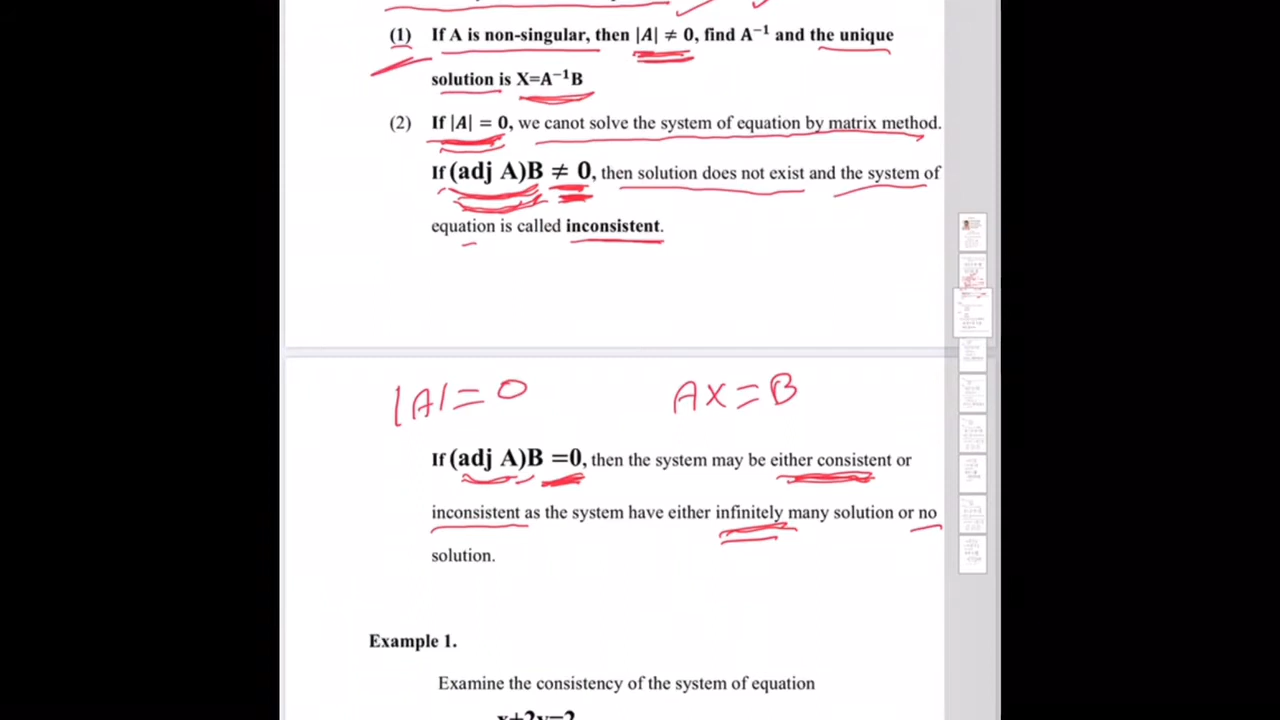 (1) If A is non-singular, then |A| ≠ 0, find A⁻¹ and the unique
solution is X=A⁻¹B
(2) If |A| = 0, we canot solve the system of equation by matrix method.
If (adj A)B ≠ 0, then solution does not exist and the system of
equation is called inconsistent.
|A| = 0 AX = B
If (adj A)B =0, then the system may be either consistent or
inconsistent as the system have either infinitely many solution or no
solution.
Example 1.
Examine the consistency of the system of equation
x+2y=2